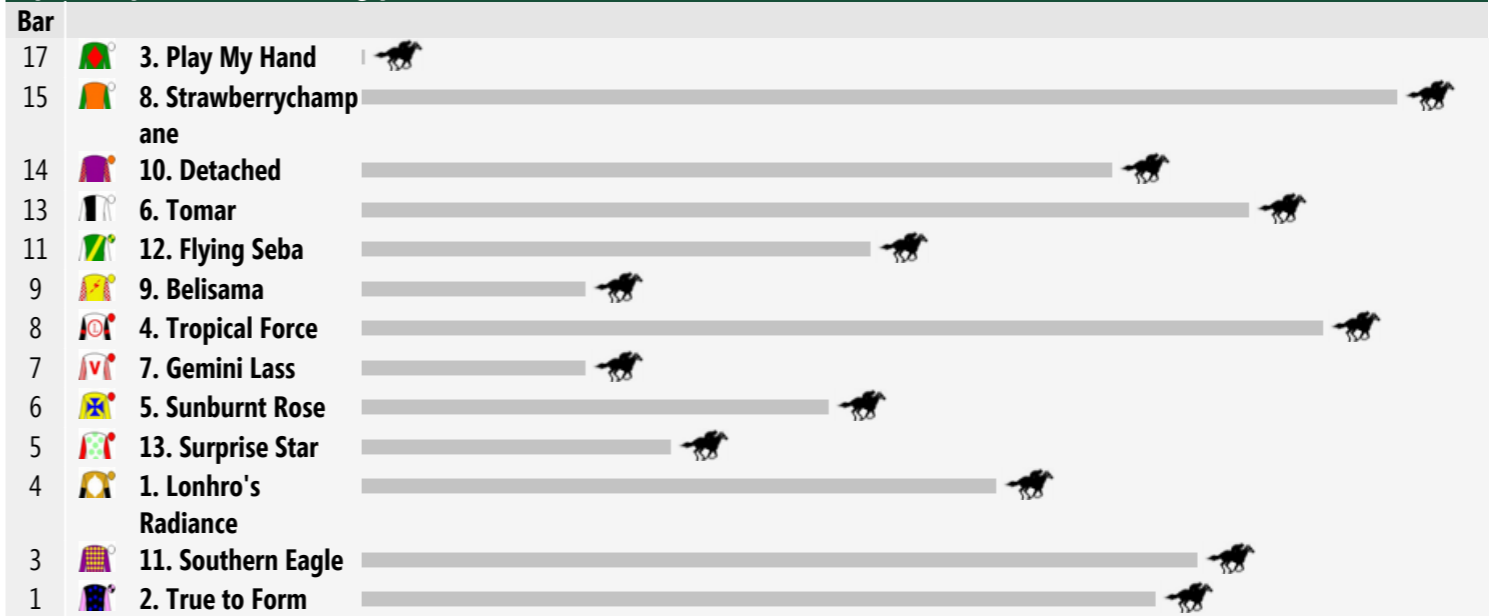 Bar
17 3. Play My Hand
15 8. Strawberrychamp
ane
14 10. Detached
13 6. Tomar
11 12. Flying Seba
9 9. Belisama
8 4. Tropical Force
7 7. Gemini Lass
6 5. Sunburnt Rose
5 13. Surprise Star
4 1. Lonhro's
Radiance
3 11. Southern Eagle
1 2. True to Form